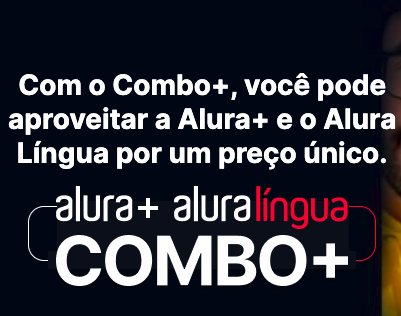 Com o Combo+, você pode
aproveitar a Alura+ e o Alura
Língua por um preço único.
alura+ aluralíngua
COMBO+